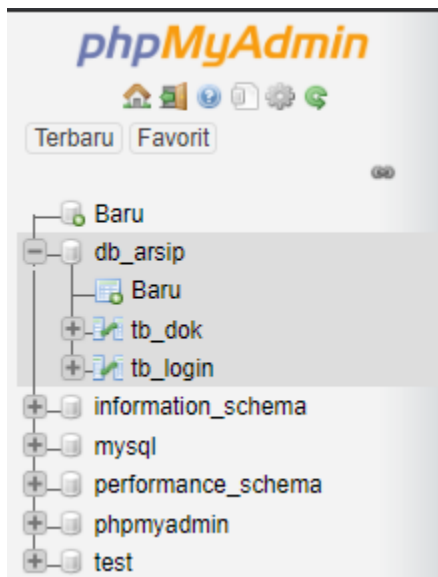 phpMyAdmin
Terbaru Favorit
Baru
db_arsip
Baru
tb_dok
tb_login
information_schema
mysql
performance_schema
phpmyadmin
test